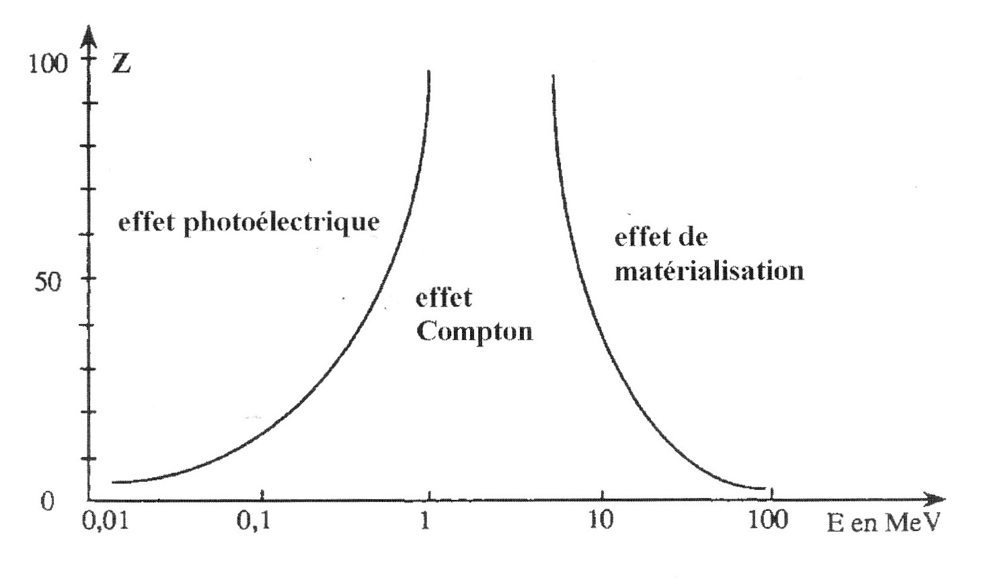 100 Z
effet photoélectrique
effet de
matérialisation
50
effet
Compton
0
0,01 0,1 1 10 100 E en MeV